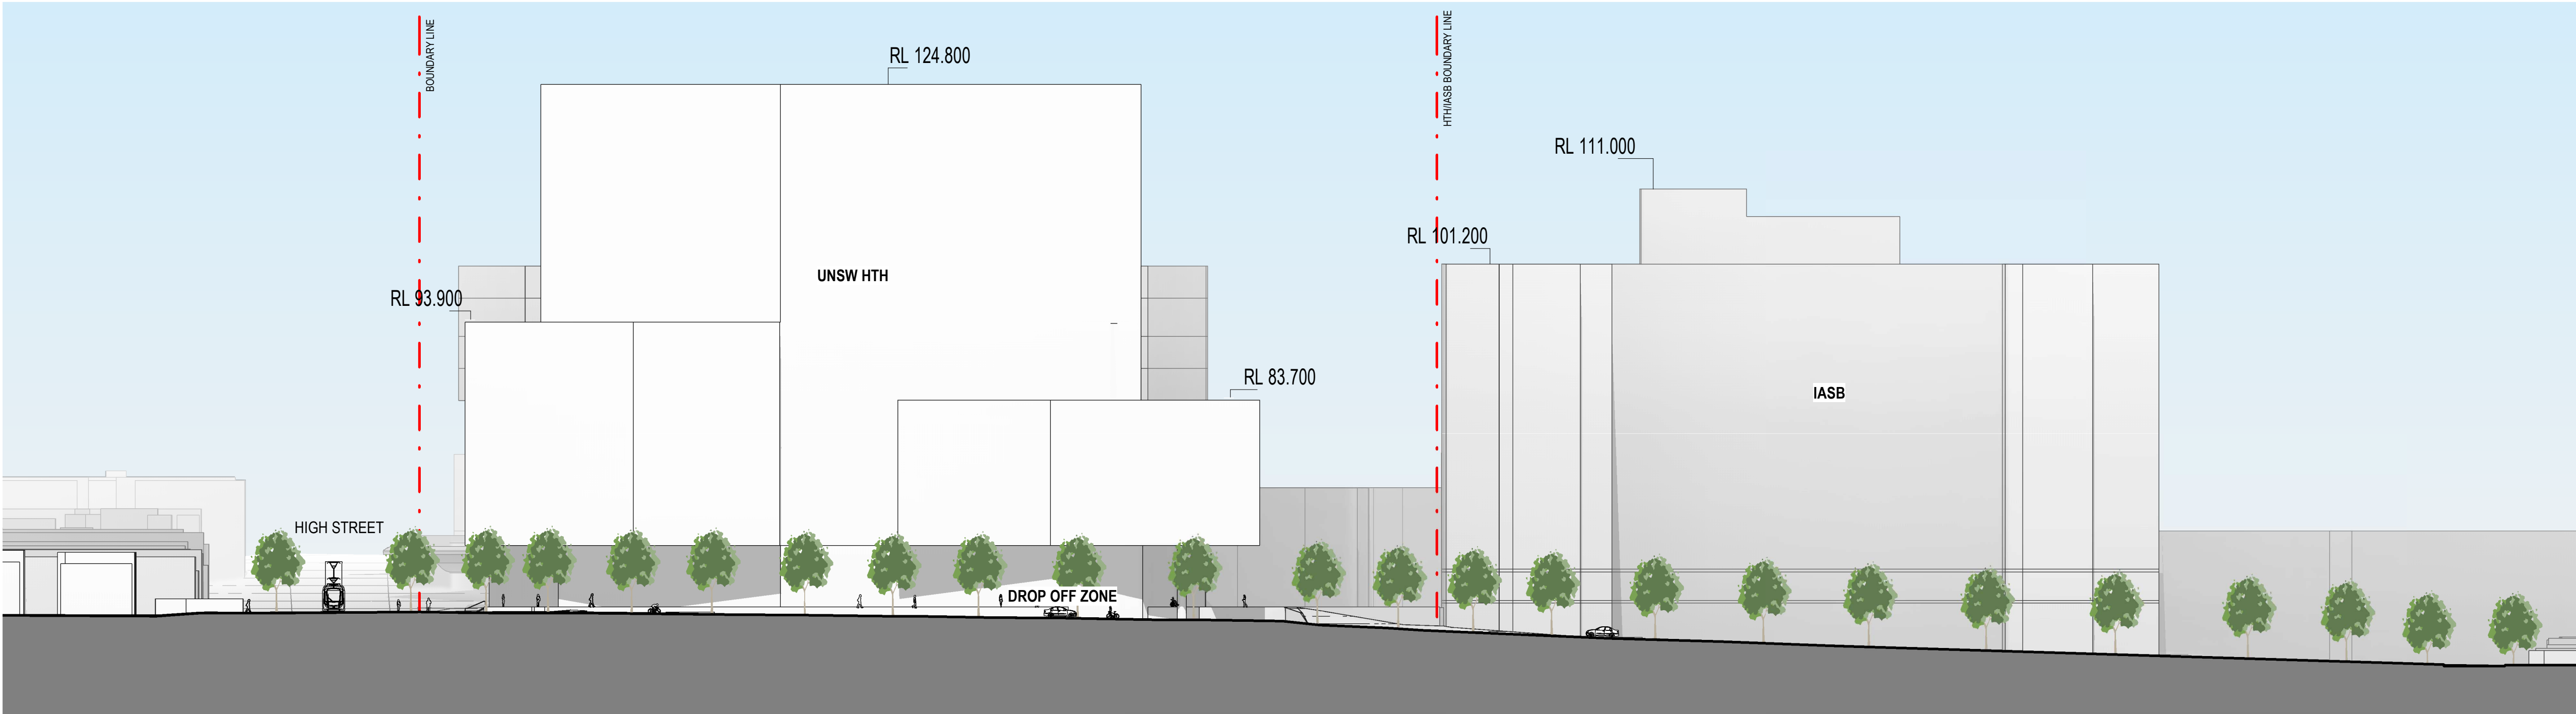 BOUNDARY LINE
HTH/IASB BOUNDARY LINE
RL 124.800
RL 111.000
RL 101.200
UNSW HTH
RL 93.900
RL 83.700
IASB
HIGH STREET
DROP OFF ZONE